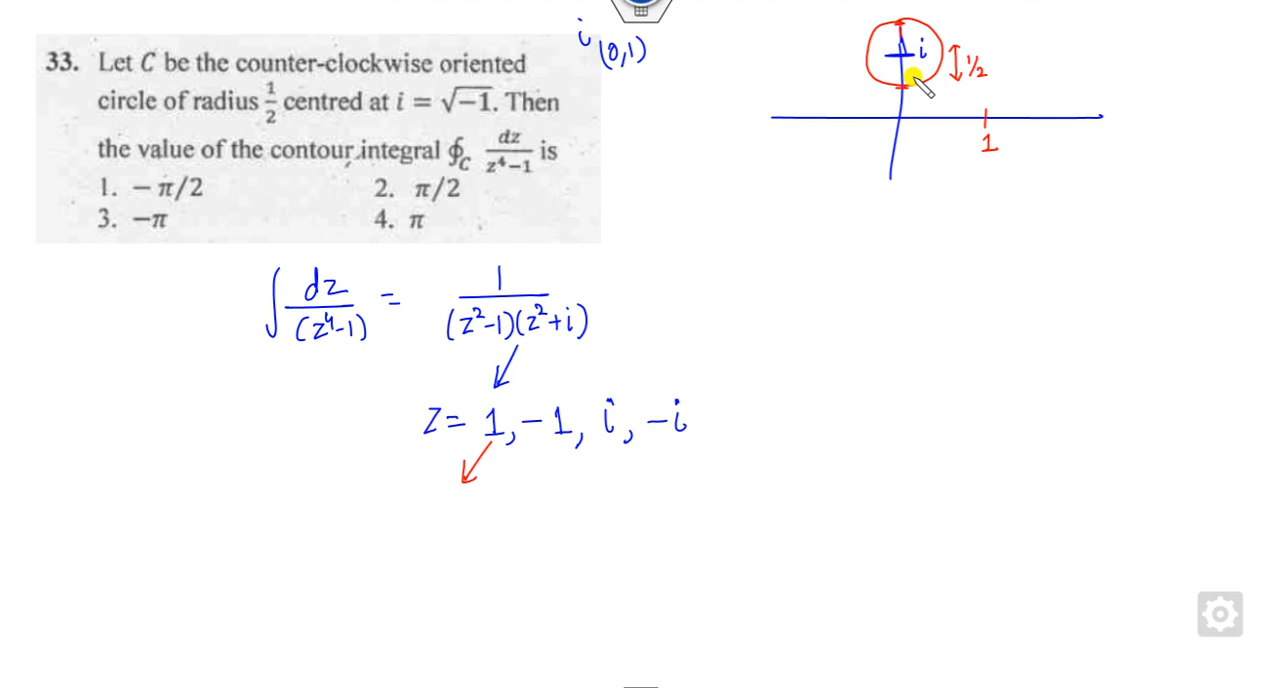 i (0,1)
33. Let C be the counter-clockwise oriented
circle of radius 1/2 centred at i = √−1. Then
the value of the contour integral ∮_C dz/(z⁴−1) is
1. − π/2 2. π/2
3. −π 4. π
i
1/2
1
∫ dz/(z⁴-1) = 1/((z²-1)(z²+i))
Z= 1, -1, i, -i